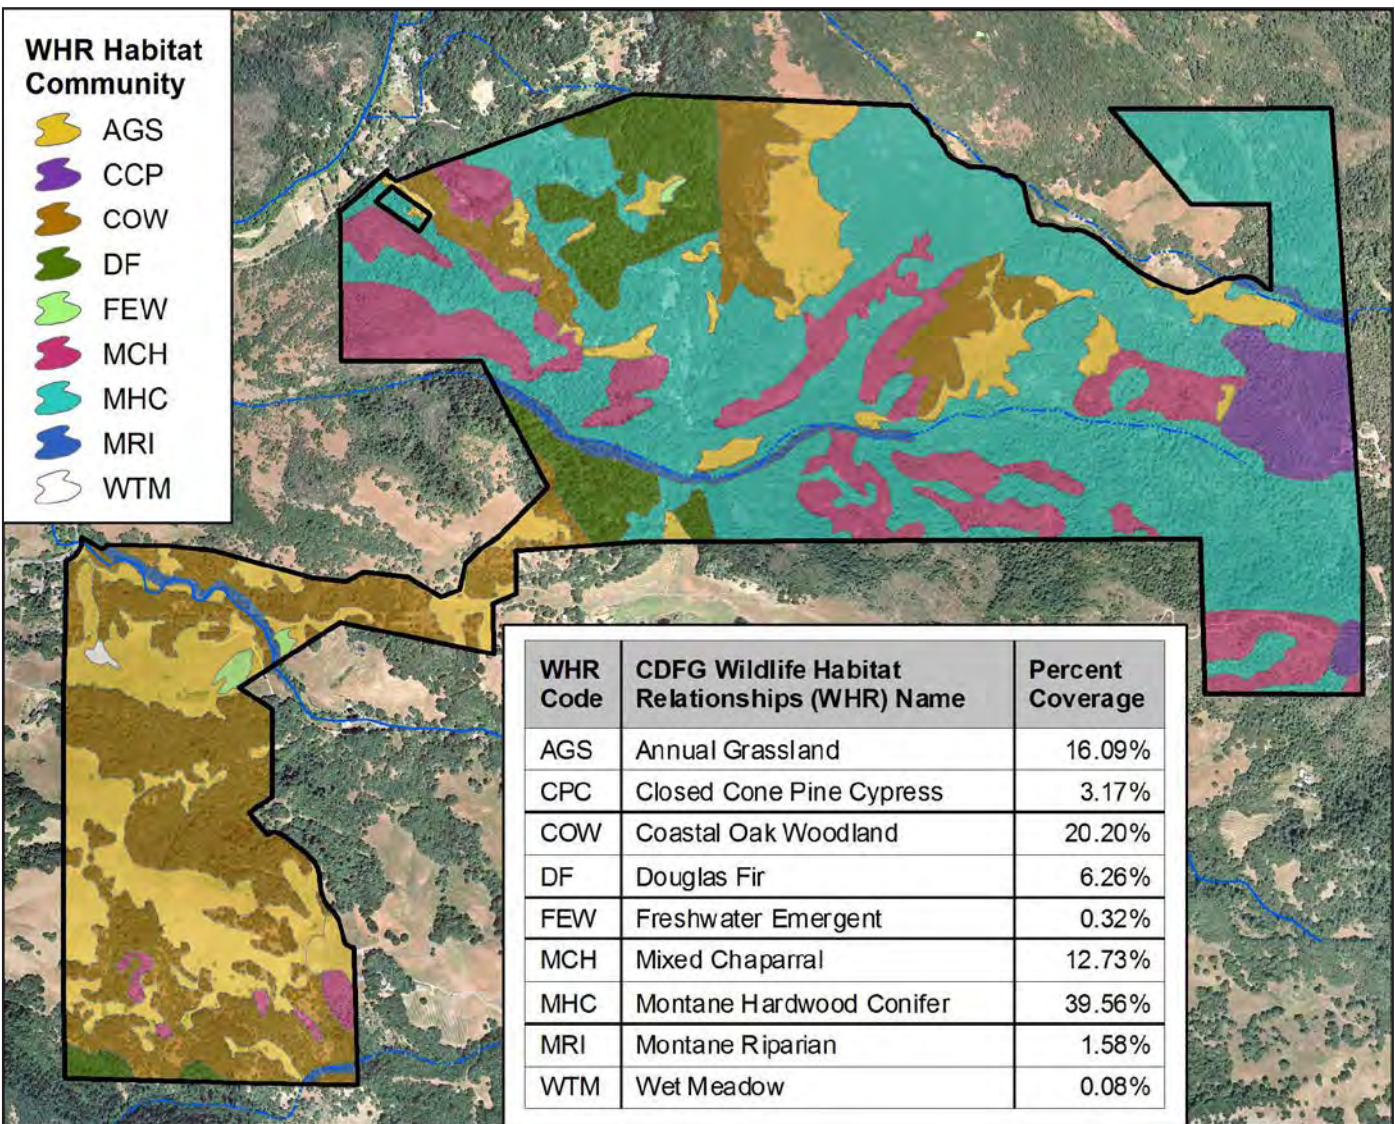 WHR Habitat
Community
AGS
CCP
COW
DF
FEW
MCH
MHC
MRI
WTM
WHR Code CDFG Wildlife Habitat Relationships (WHR) Name Percent Coverage
AGS Annual Grassland 16.09%
CPC Closed Cone Pine Cypress 3.17%
COW Coastal Oak Woodland 20.20%
DF Douglas Fir 6.26%
FEW Freshwater Emergent 0.32%
MCH Mixed Chaparral 12.73%
MHC Montane Hardwood Conifer 39.56%
MRI Montane Riparian 1.58%
WTM Wet Meadow 0.08%